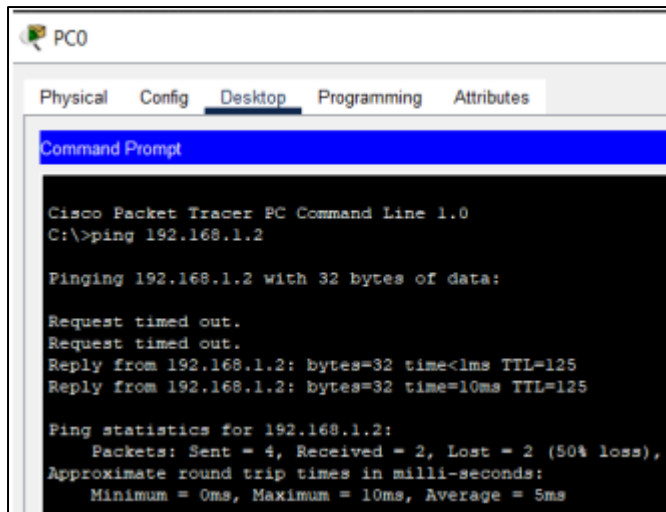 PC0
Physical Config Desktop Programming Attributes
Command Prompt
Cisco Packet Tracer PC Command Line 1.0
C:\>ping 192.168.1.2
Pinging 192.168.1.2 with 32 bytes of data:
Request timed out.
Request timed out.
Reply from 192.168.1.2: bytes=32 time<1ms TTL=125
Reply from 192.168.1.2: bytes=32 time=10ms TTL=125
Ping statistics for 192.168.1.2:
Packets: Sent = 4, Received = 2, Lost = 2 (50% loss),
Approximate round trip times in milli-seconds:
Minimum = 0ms, Maximum = 10ms, Average = 5ms